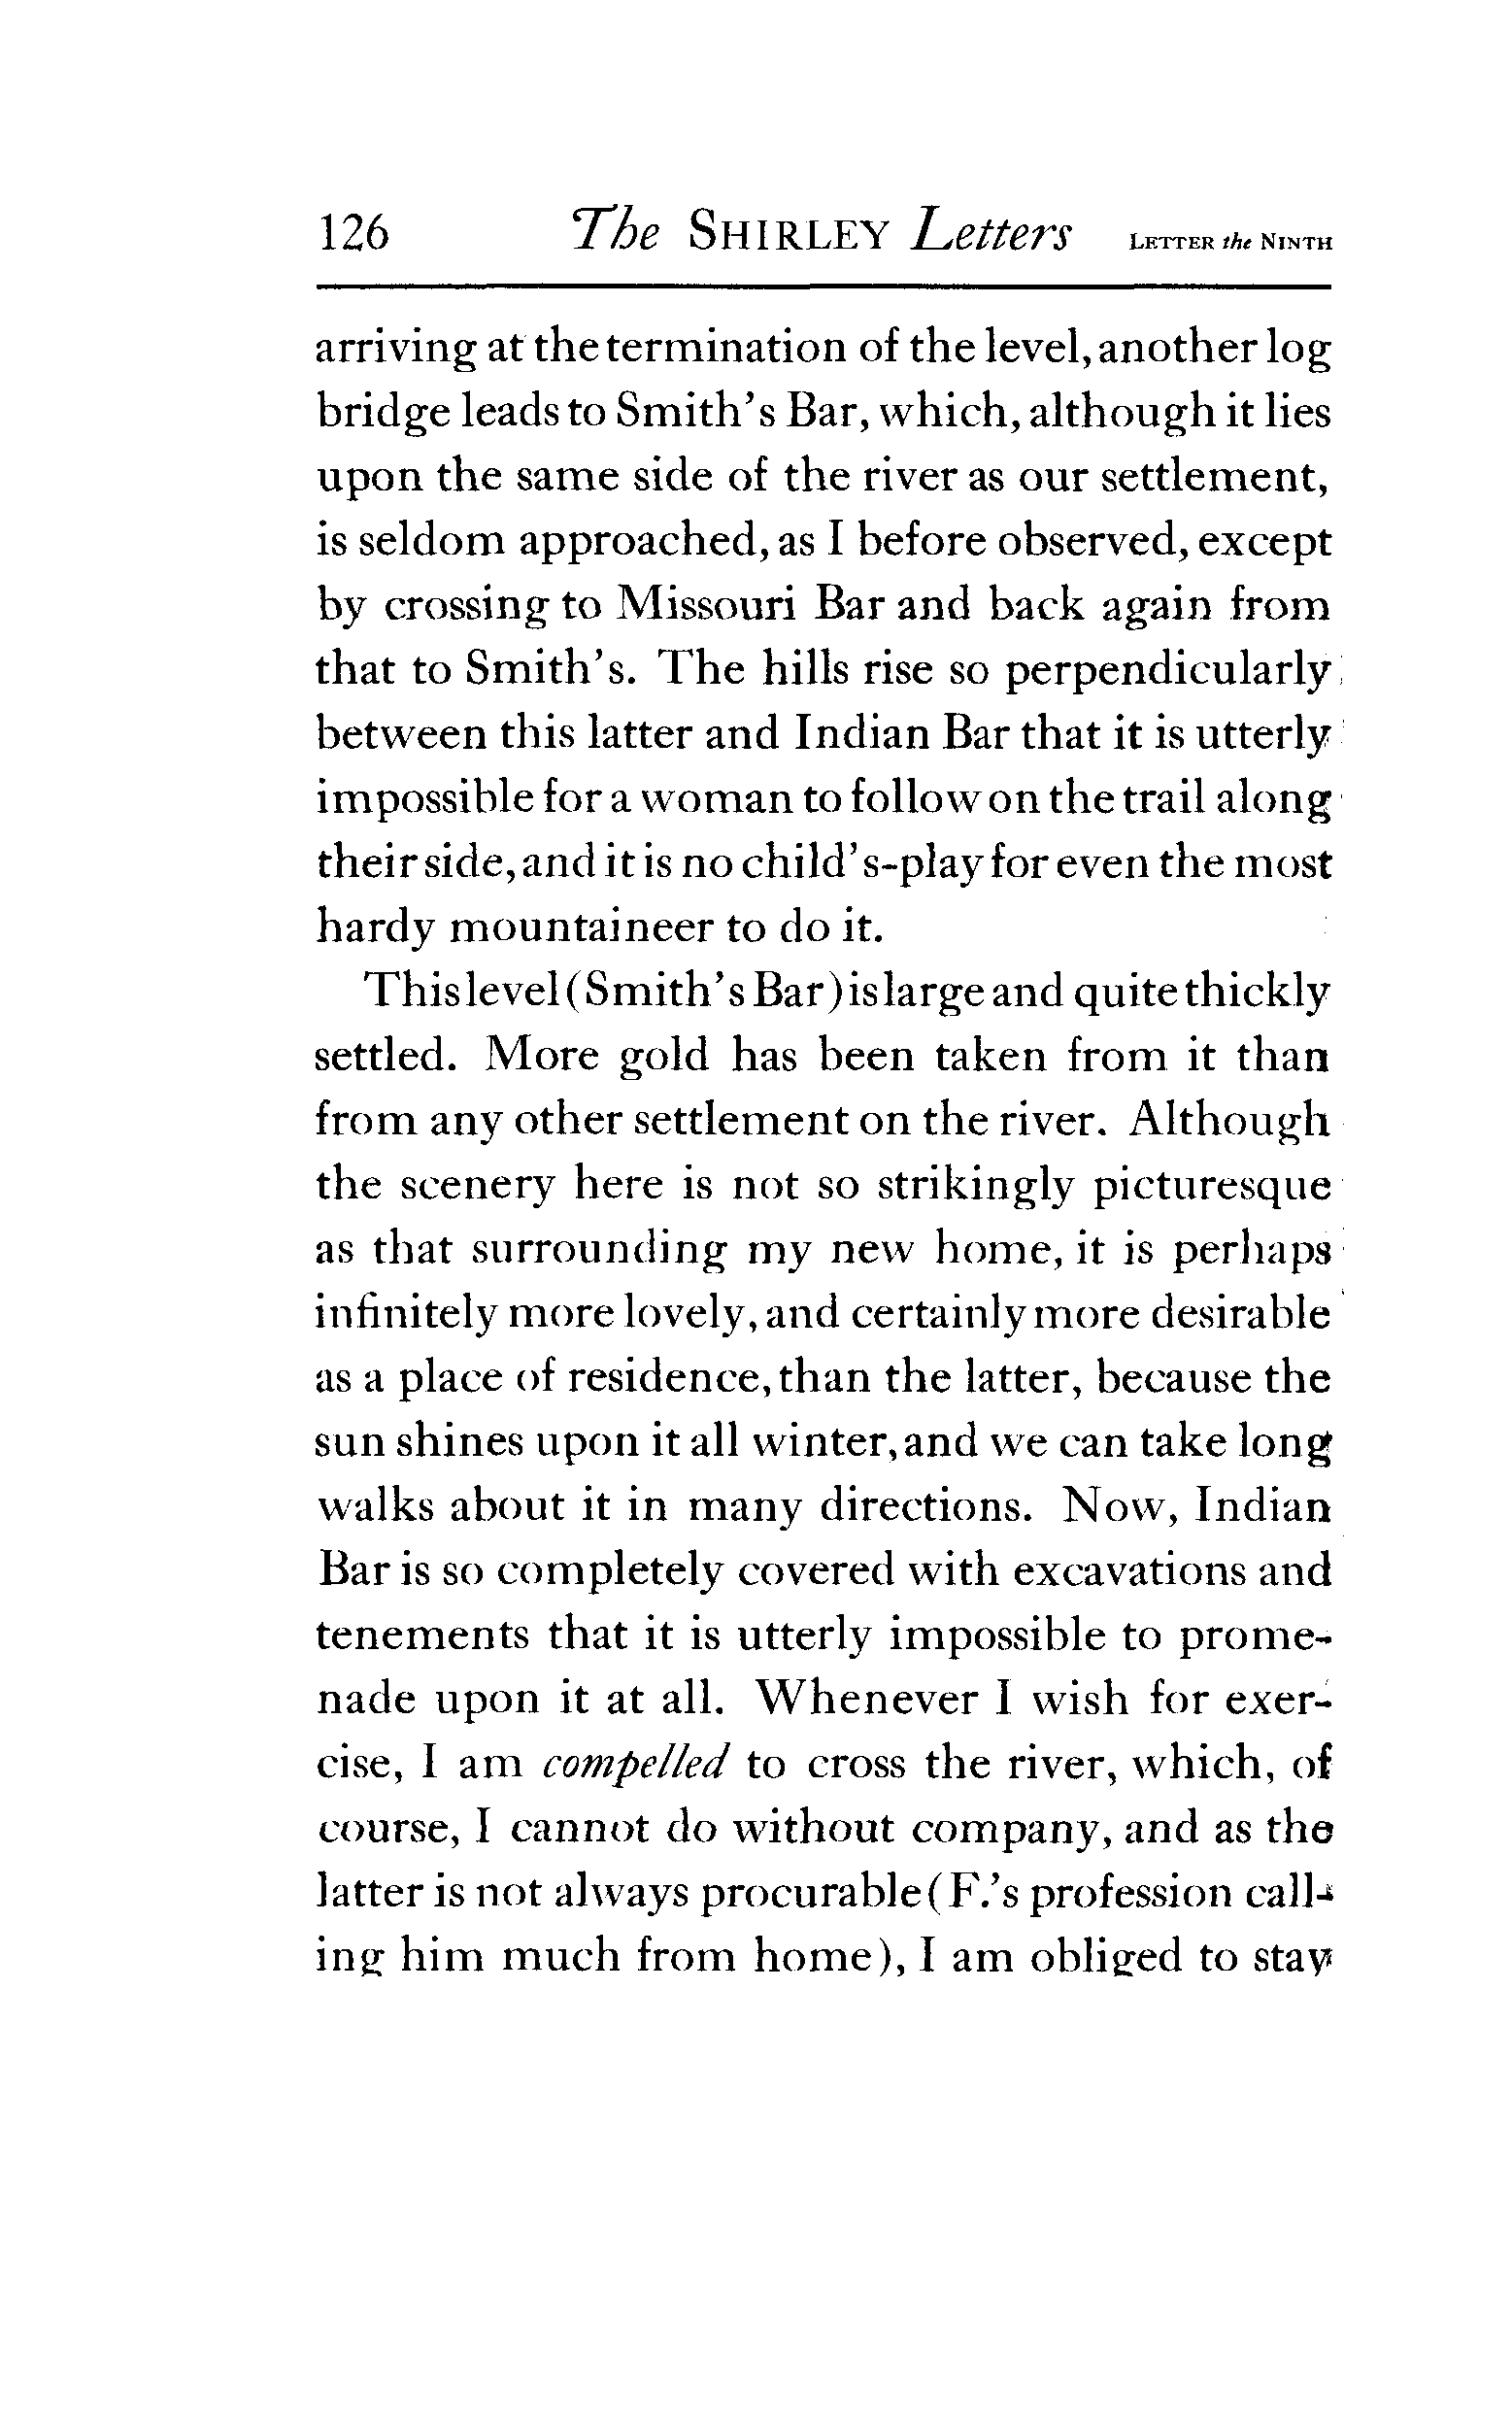 126 The SHIRLEY Letters LETTER the NINTH
arriving at the termination of the level, another log
bridge leads to Smith's Bar, which, although it lies
upon the same side of the river as our settlement,
is seldom approached, as I before observed, except
by crossing to Missouri Bar and back again from
that to Smith's. The hills rise so perpendicularly
between this latter and Indian Bar that it is utterly
impossible for a woman to follow on the trail along
their side, and it is no child's-play for even the most
hardy mountaineer to do it.
This level (Smith's Bar) is large and quite thickly
settled. More gold has been taken from it than
from any other settlement on the river. Although
the scenery here is not so strikingly picturesque
as that surrounding my new home, it is perhaps
infinitely more lovely, and certainly more desirable
as a place of residence, than the latter, because the
sun shines upon it all winter, and we can take long
walks about it in many directions. Now, Indian
Bar is so completely covered with excavations and
tenements that it is utterly impossible to prome-
nade upon it at all. Whenever I wish for exer-
cise, I am compelled to cross the river, which, of
course, I cannot do without company, and as the
latter is not always procurable (F.'s profession call-
ing him much from home), I am obliged to stay